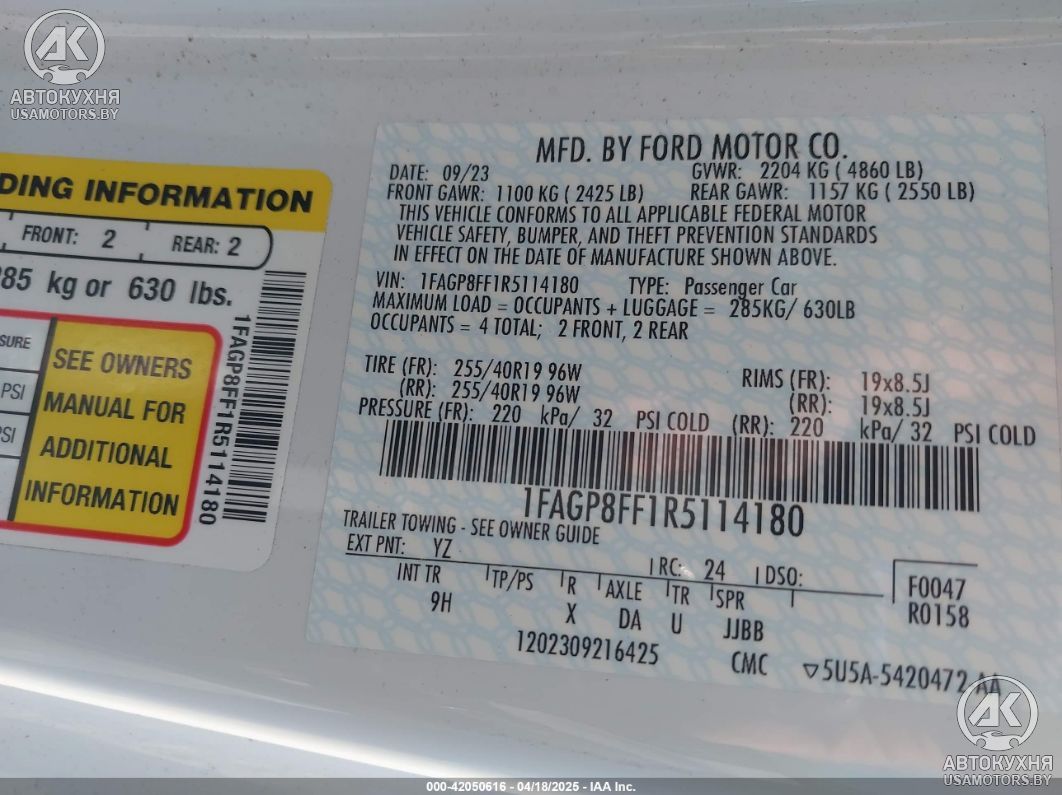 AK
АВТОКУХНЯ
USAMOTORS.BY
DING INFORMATION
FRONT: 2 REAR: 2
285 kg or 630 lbs.
SURE
PSI
PSI
SEE OWNERS
MANUAL FOR
ADDITIONAL
INFORMATION
1FAGP8FF1R5114180
MFD. BY FORD MOTOR CO.
DATE: 09/23 GVWR: 2204 KG ( 4860 LB)
FRONT GAWR: 1100 KG ( 2425 LB) REAR GAWR: 1157 KG ( 2550 LB)
THIS VEHICLE CONFORMS TO ALL APPLICABLE FEDERAL MOTOR
VEHICLE SAFETY, BUMPER, AND THEFT PREVENTION STANDARDS
IN EFFECT ON THE DATE OF MANUFACTURE SHOWN ABOVE.
VIN: 1FAGP8FF1R5114180 TYPE: Passenger Car
MAXIMUM LOAD = OCCUPANTS + LUGGAGE = 285KG/ 630LB
OCCUPANTS = 4 TOTAL; 2 FRONT, 2 REAR
TIRE (FR): 255/40R19 96W RIMS (FR): 19x8.5J
(RR): 255/40R19 96W (RR): 19x8.5J
PRESSURE (FR): 220 kPa/ 32 PSI COLD (RR): 220 kPa/ 32 PSI COLD
1FAGP8FF1R5114180
TRAILER TOWING - SEE OWNER GUIDE
EXT PNT: YZ RC: 24 DSO:
INT TR TP/PS R AXLE TR SPR F0047
9H X DA U JJBB R0158
1202309216425 CMC ▽5U5A-5420472 AA
AK
АВТОКУХНЯ
USAMOTORS.BY
000-42050616 - 04/18/2025 - IAA Inc.